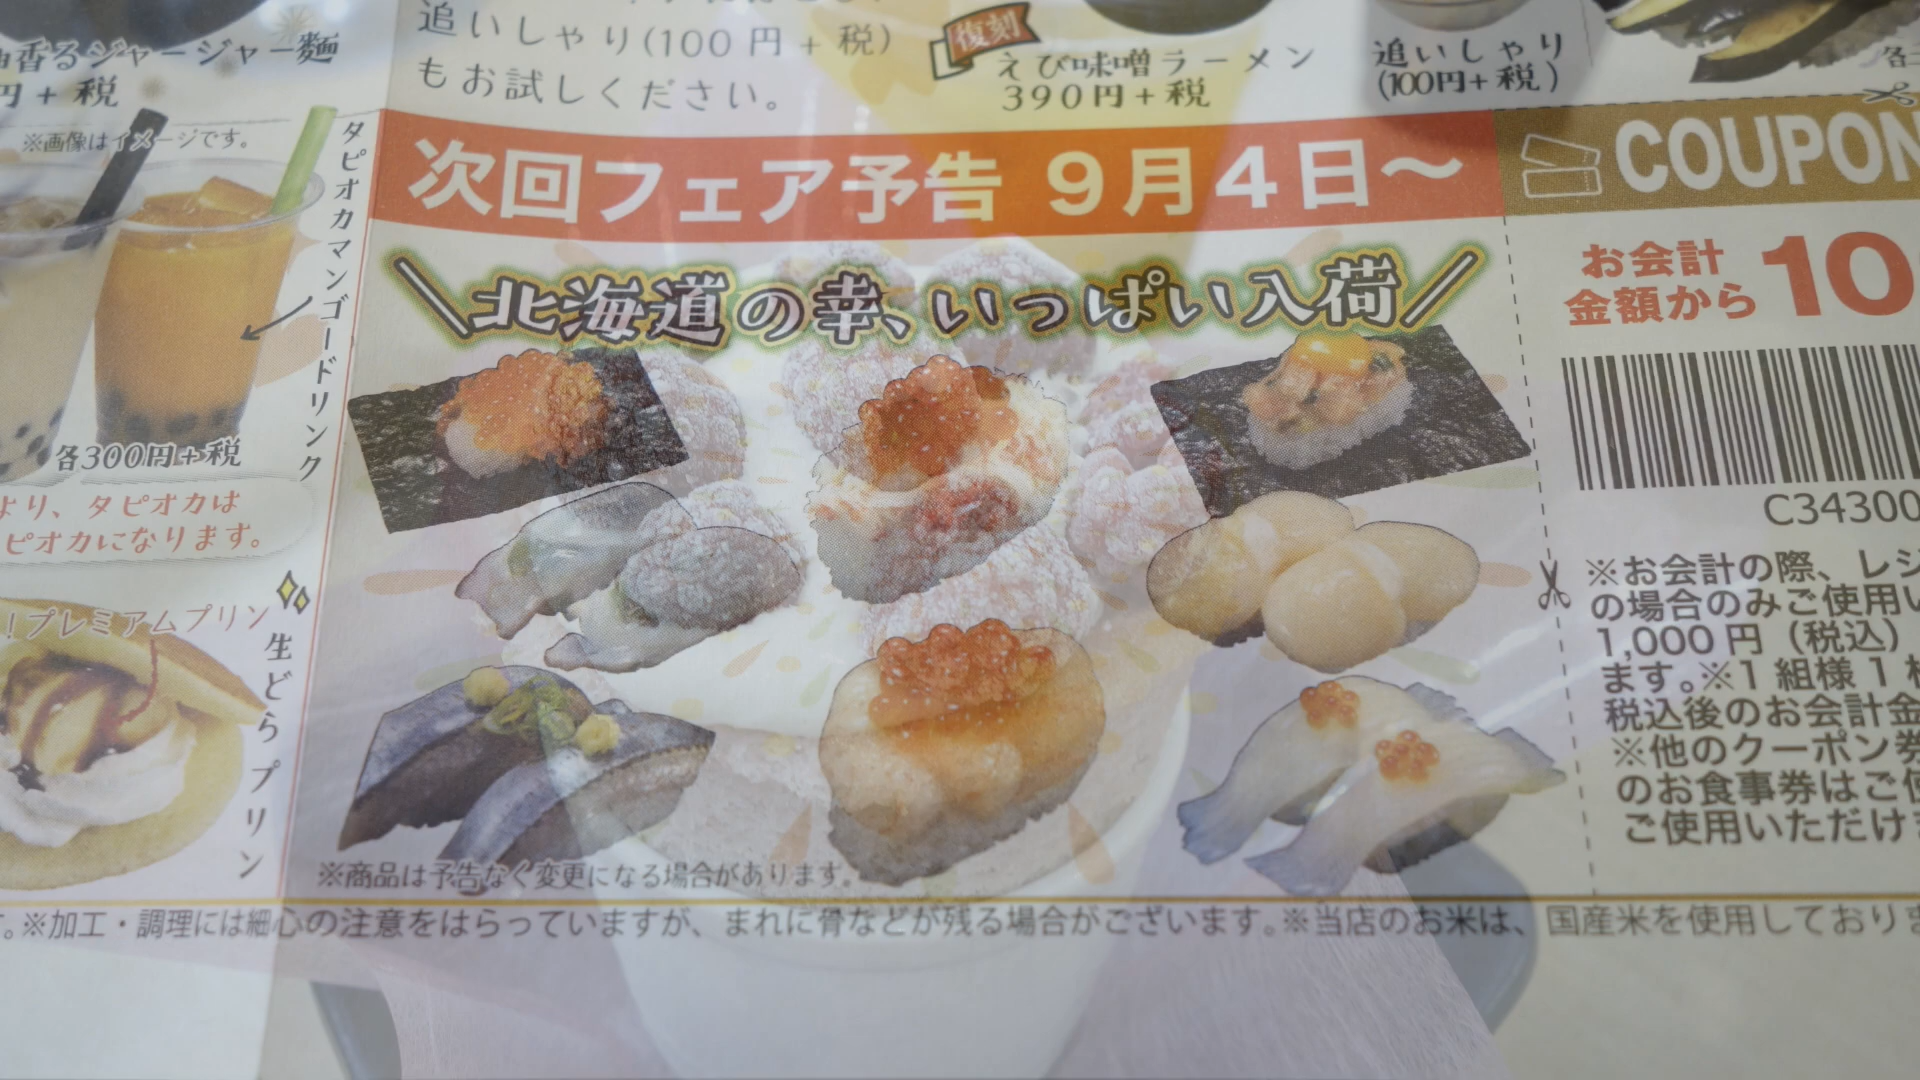 香るジャージャー麺
円+税
※画像はイメージです。
タピオカマンゴードリンク
各300円+税
より、タピオカは
ピオカになります。
！プレミアムプリン
生どらプリン
追いしゃり(100円+税)
もお試しください。
復刻
えび味噌ラーメン
390円+税
追いしゃり
(100円+税)
各
次回フェア予告 9月4日～
＼北海道の幸、いっぱい入荷／
※商品は予告なく変更になる場合があります。
COUPON
お会計
金額から10
C34300
※お会計の際、レジ
の場合のみご使用い
1,000円（税込）
ます。※1組様1枚
税込後のお会計金
※他のクーポン券
のお食事券はご使
ご使用いただけま
。※加工・調理には細心の注意をはらっていますが、まれに骨などが残る場合がございます。※当店のお米は、国産米を使用しておりま